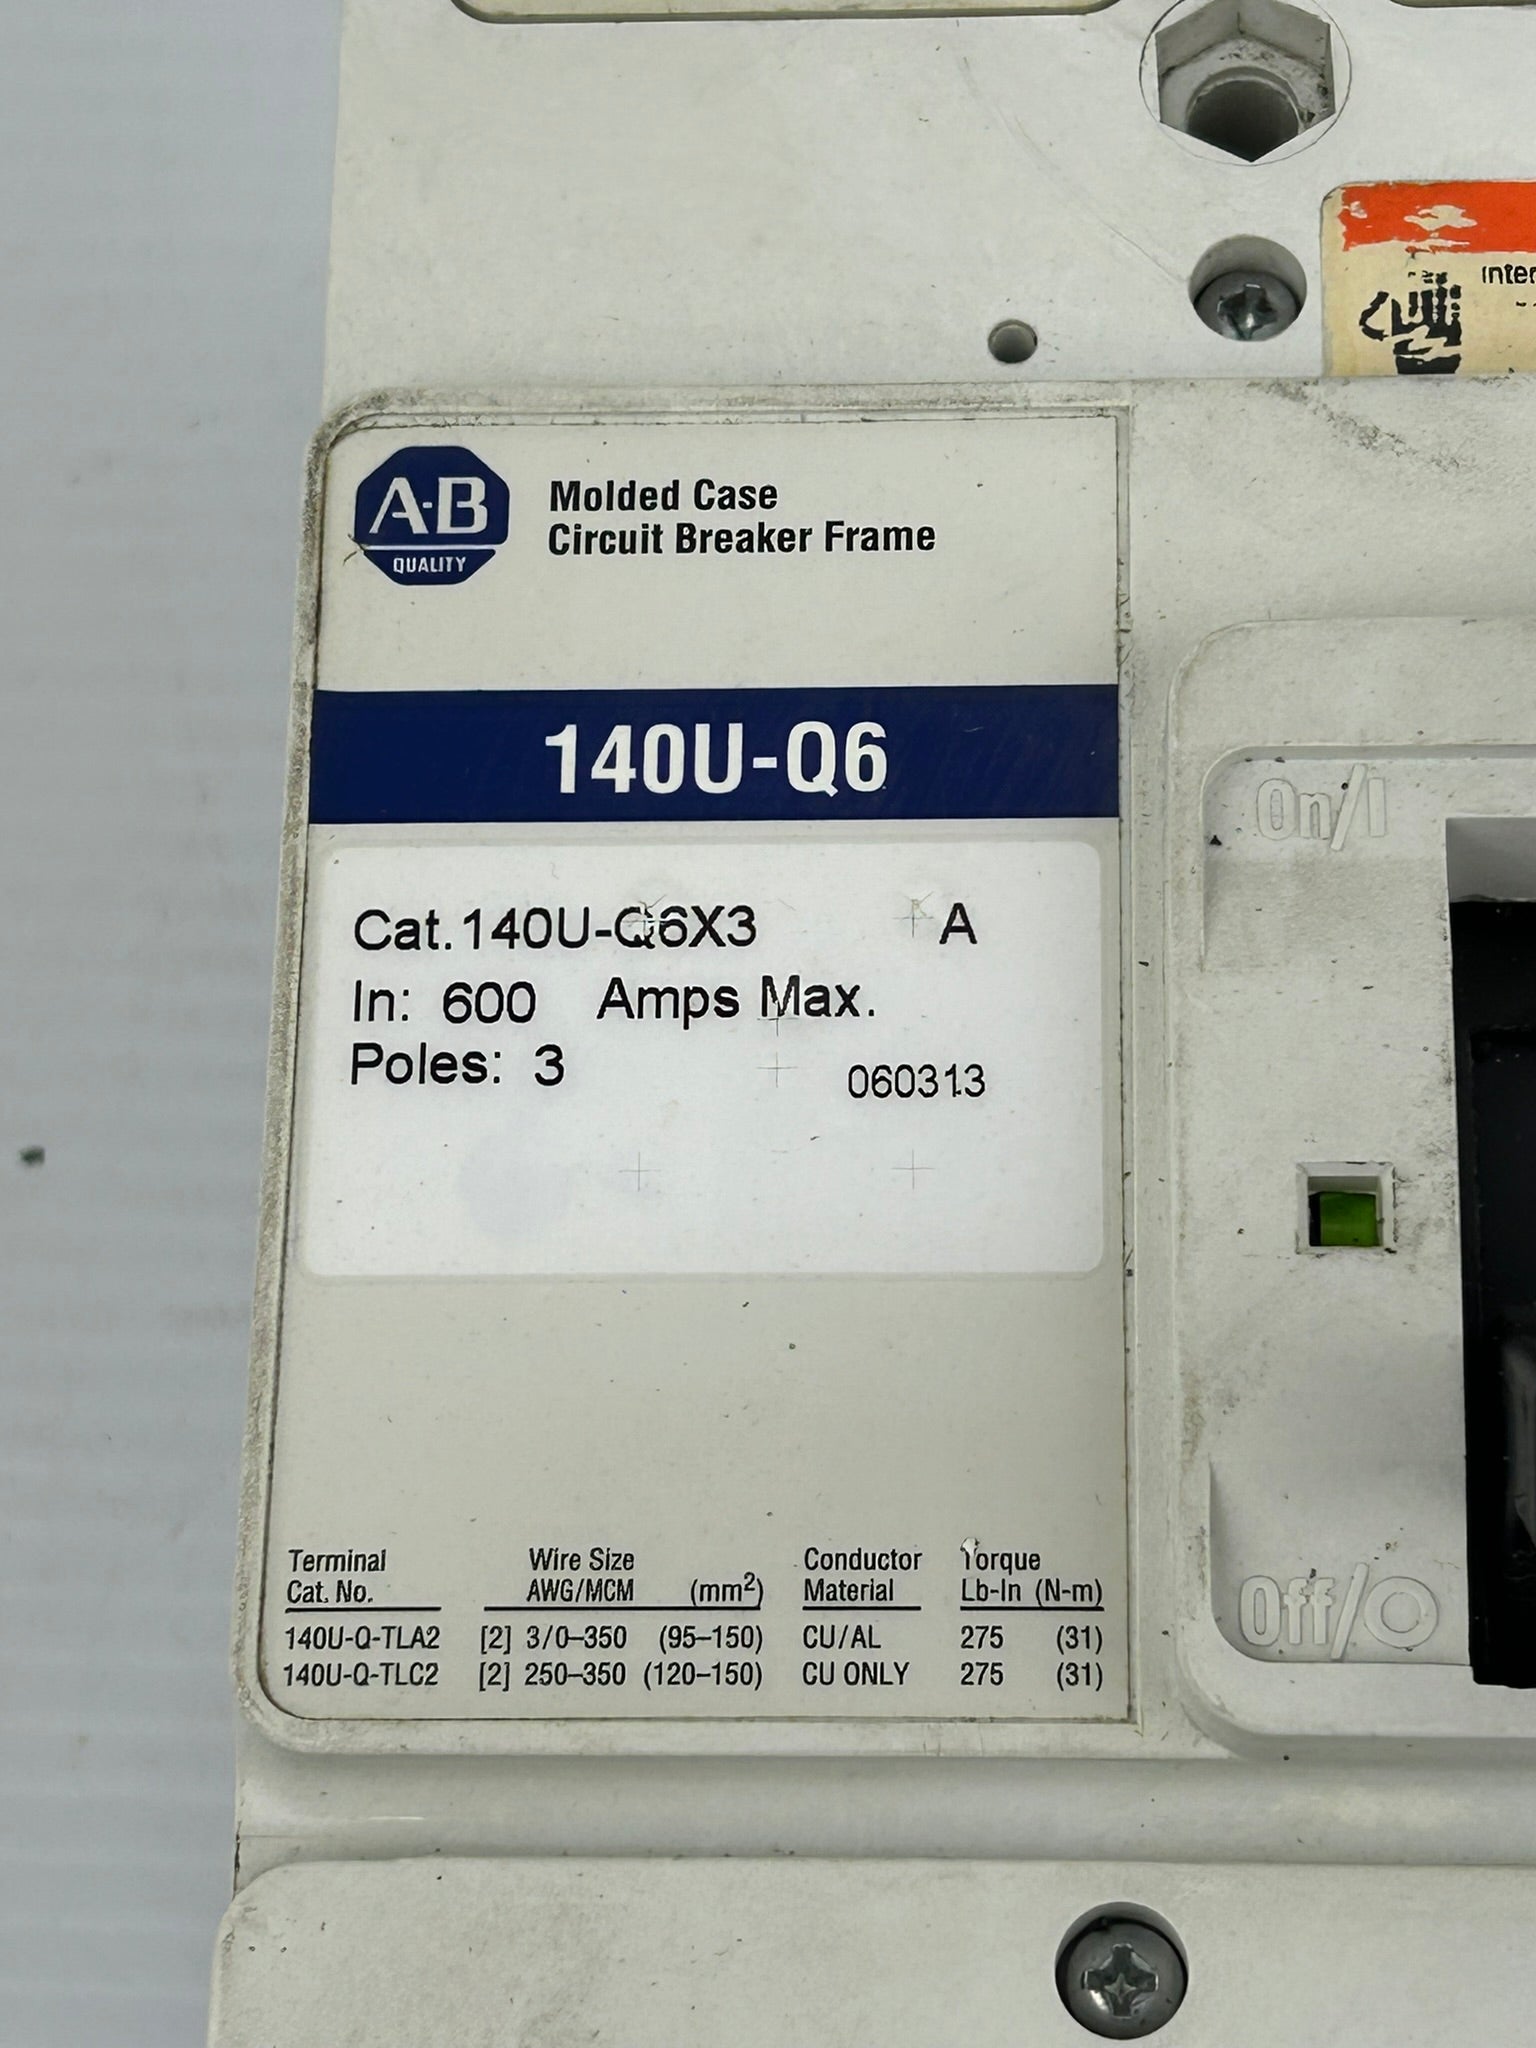 A-B
QUALITY
Molded Case
Circuit Breaker Frame
140U-Q6
Cat.140U-Q6X3 A
In: 600 Amps Max.
Poles: 3
060313
On/I
Off/O
Terminal Wire Size Conductor Torque
Cat. No. AWG/MCM (mm²) Material Lb-In (N-m)
140U-Q-TLA2 [2] 3/0–350 (95–150) CU/AL 275 (31)
140U-Q-TLC2 [2] 250–350 (120–150) CU ONLY 275 (31)